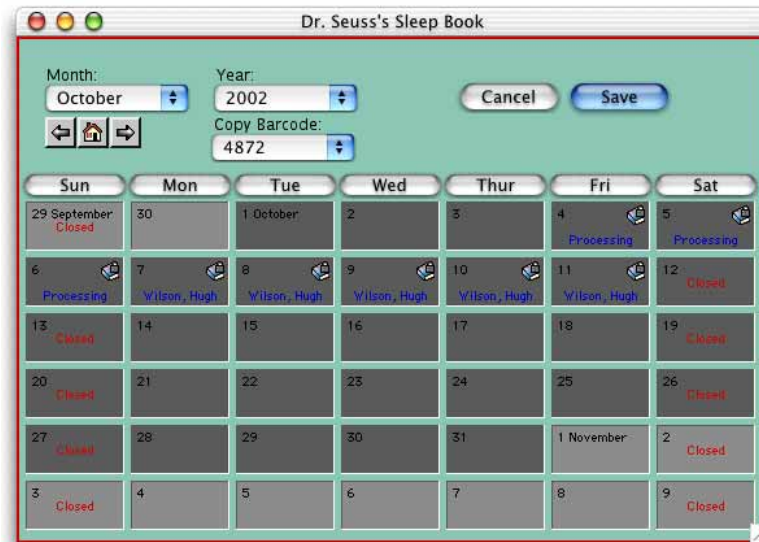 Dr. Seuss's Sleep Book
Month:
Year:
October
2002
Cancel
Save
Copy Barcode:
4872
Sun Mon Tue Wed Thur Fri Sat
29 September 30 1 October 2 3 4 5
Closed Processing Processing
6 7 8 9 10 11 12
Processing Wilson, Hugh Wilson, Hugh Wilson, Hugh Wilson, Hugh Wilson, Hugh Closed
13 14 15 16 17 18 19
Closed Closed
20 21 22 23 24 25 26
Closed Closed
27 28 29 30 31 1 November 2
Closed Closed
3 4 5 6 7 8 9
Closed Closed